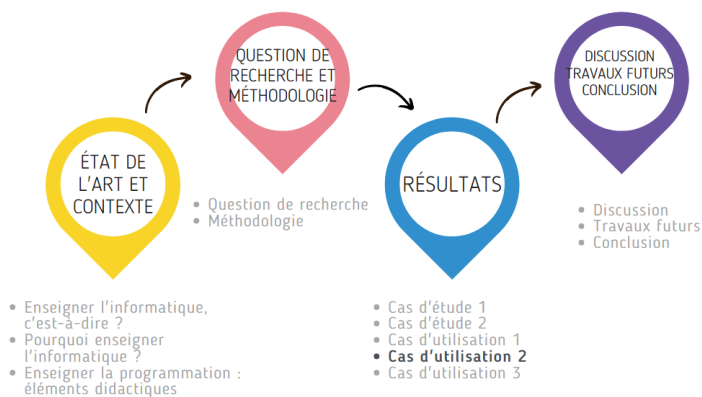 ÉTAT DE
L'ART ET
CONTEXTE
• Enseigner l'informatique,
c'est-à-dire ?
• Pourquoi enseigner
l'informatique ?
• Enseigner la programmation :
éléments didactiques
QUESTION DE
RECHERCHE ET
MÉTHODOLOGIE
• Question de recherche
• Méthodologie
RÉSULTATS
• Cas d'étude 1
• Cas d'étude 2
• Cas d'utilisation 1
• Cas d'utilisation 2
• Cas d'utilisation 3
DISCUSSION
TRAVAUX FUTURS
CONCLUSION
• Discussion
• Travaux futurs
• Conclusion